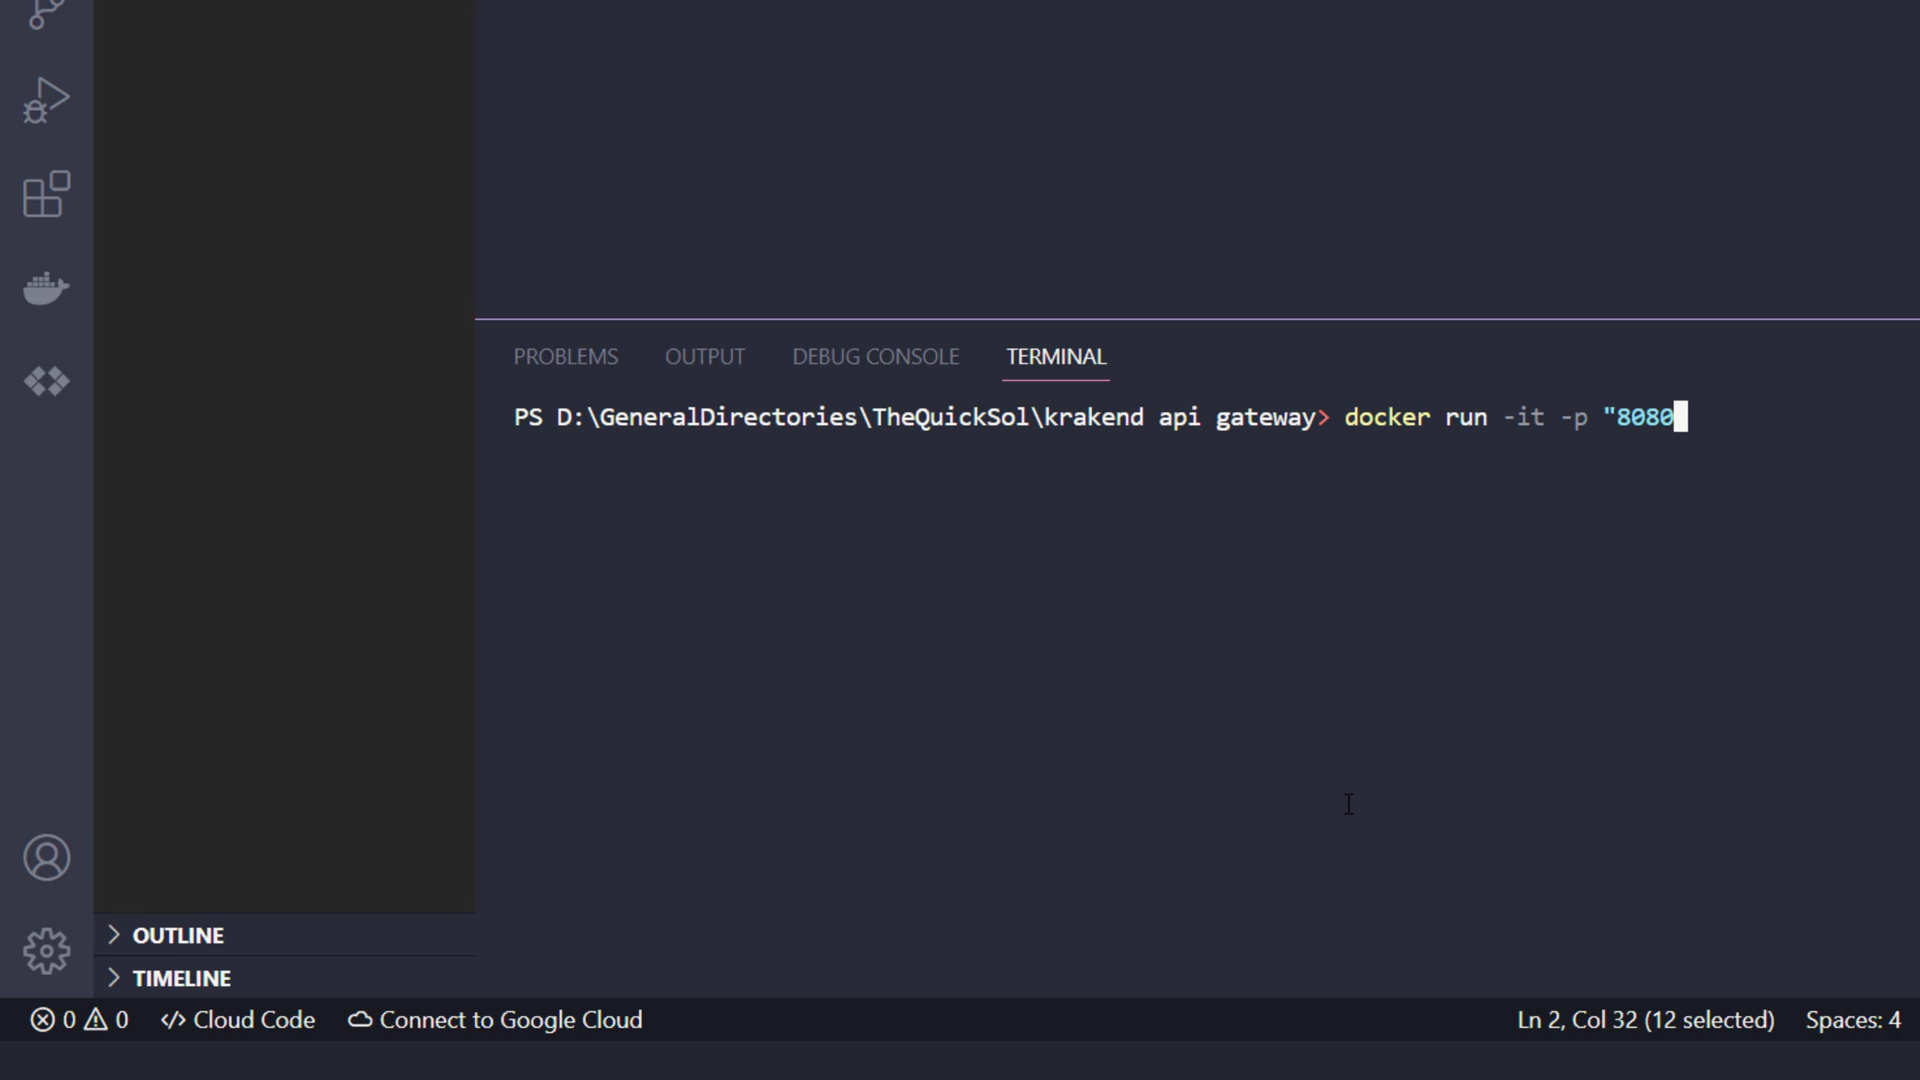 PROBLEMS OUTPUT DEBUG CONSOLE TERMINAL
PS D:\GeneralDirectories\TheQuickSol\krakend api gateway> docker run -it -p "8080
OUTLINE
TIMELINE
0 0 Cloud Code Connect to Google Cloud Ln 2, Col 32 (12 selected) Spaces: 4